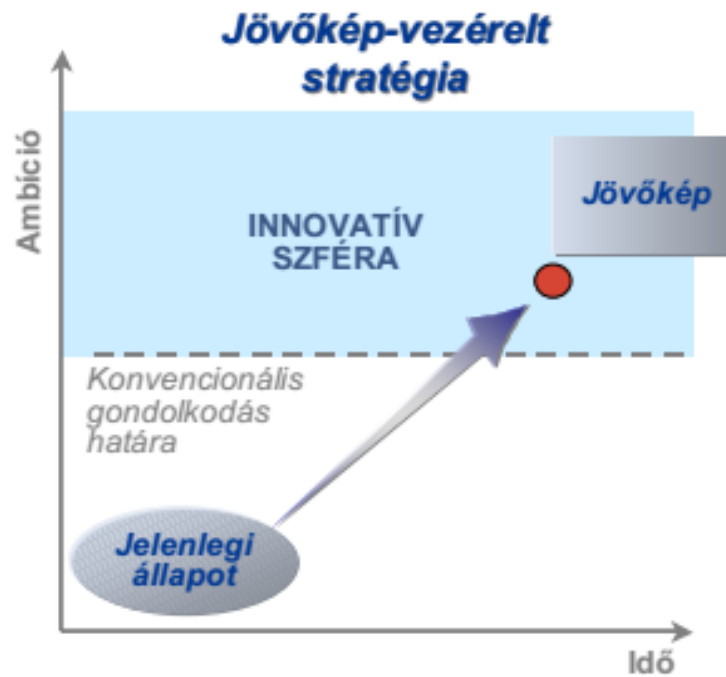 Jövőkép-vezérelt
stratégia
Ambíció
Jövőkép
INNOVATÍV
SZFÉRA
Konvencionális
gondolkodás
határa
Jelenlegi
állapot
Idő